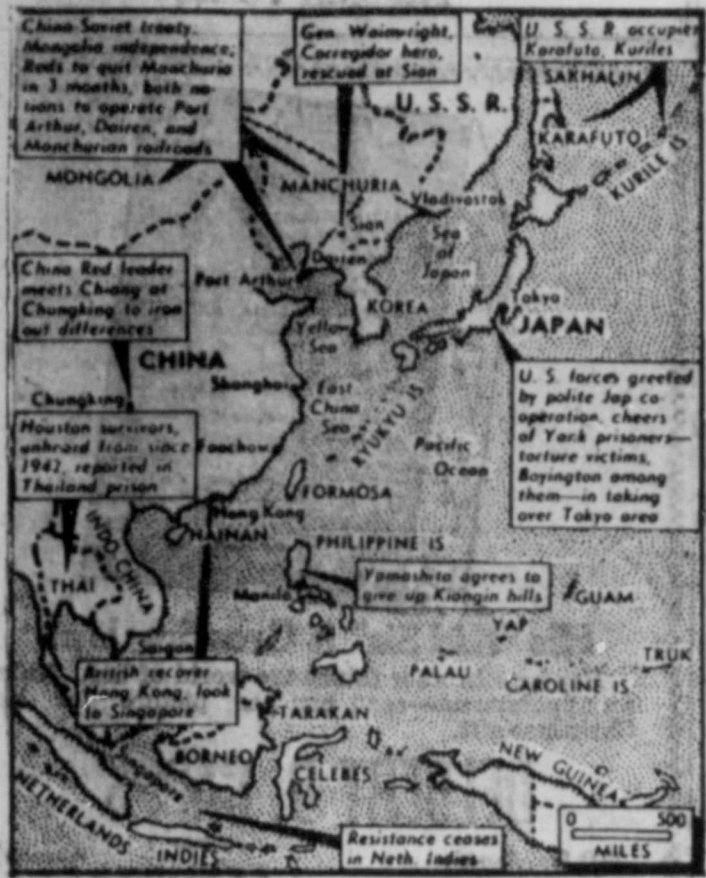 China-Soviet treaty.
Mongolia independence;
Reds to quit Manchuria
in 3 months, both na-
tions to operate Port
Arthur, Dairen, and
Manchurian railroads
Gen. Wainwright,
Corregidor hero,
rescued at Sian
U. S. S. R. occupies
Karafuto, Kuriles
SAKHALIN
U. S. S. R.
KARAFUTO
KURILE IS
MONGOLIA
MANCHURIA
Vladivostok
Sian
Sea
of
Japan
Dairen
China Red leader
meets Chiang at
Chungking to iron
out differences
Port Arthur
KOREA
Tokyo
JAPAN
Yellow
Sea
CHINA
Shanghai
East
China
Sea
RYUKYU IS
U. S. forces greeted
by polite Jap co-
operation, cheers
of Yank prisoners—
torture victims,
Boyington among
them—in taking
over Tokyo area
Chungking
Houston survivors,
unheard from since
1942, reported in
Thailand prison
Foochow
Pacific
Ocean
FORMOSA
Hong Kong
HAINAN
INDO CHINA
THAI
PHILIPPINE IS
Yamashita agrees to
give up Kiangin hills
Manila
GUAM
YAP
Saigon
TRUK
PALAU
CAROLINE IS
British recover
Hong Kong, look
to Singapore
TARAKAN
BORNEO
CELEBES
Singapore
NEW GUINEA
NETHERLANDS
INDIES
Resistance ceases
in Neth. Indies
0 500
MILES